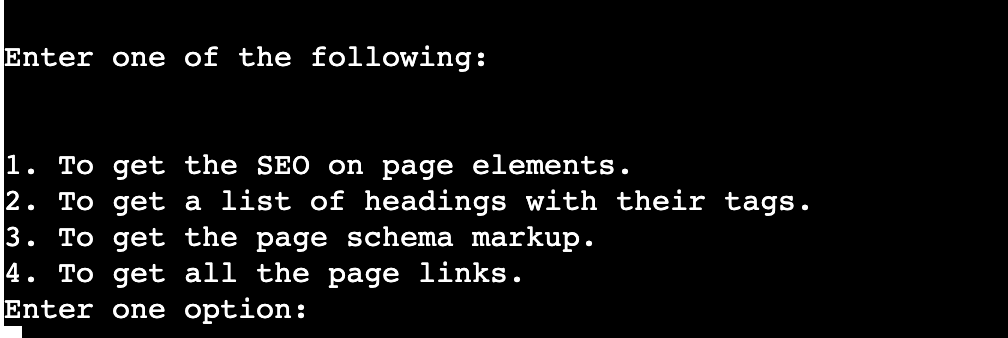 Enter one of the following:
1. To get the SEO on page elements.
2. To get a list of headings with their tags.
3. To get the page schema markup.
4. To get all the page links.
Enter one option: